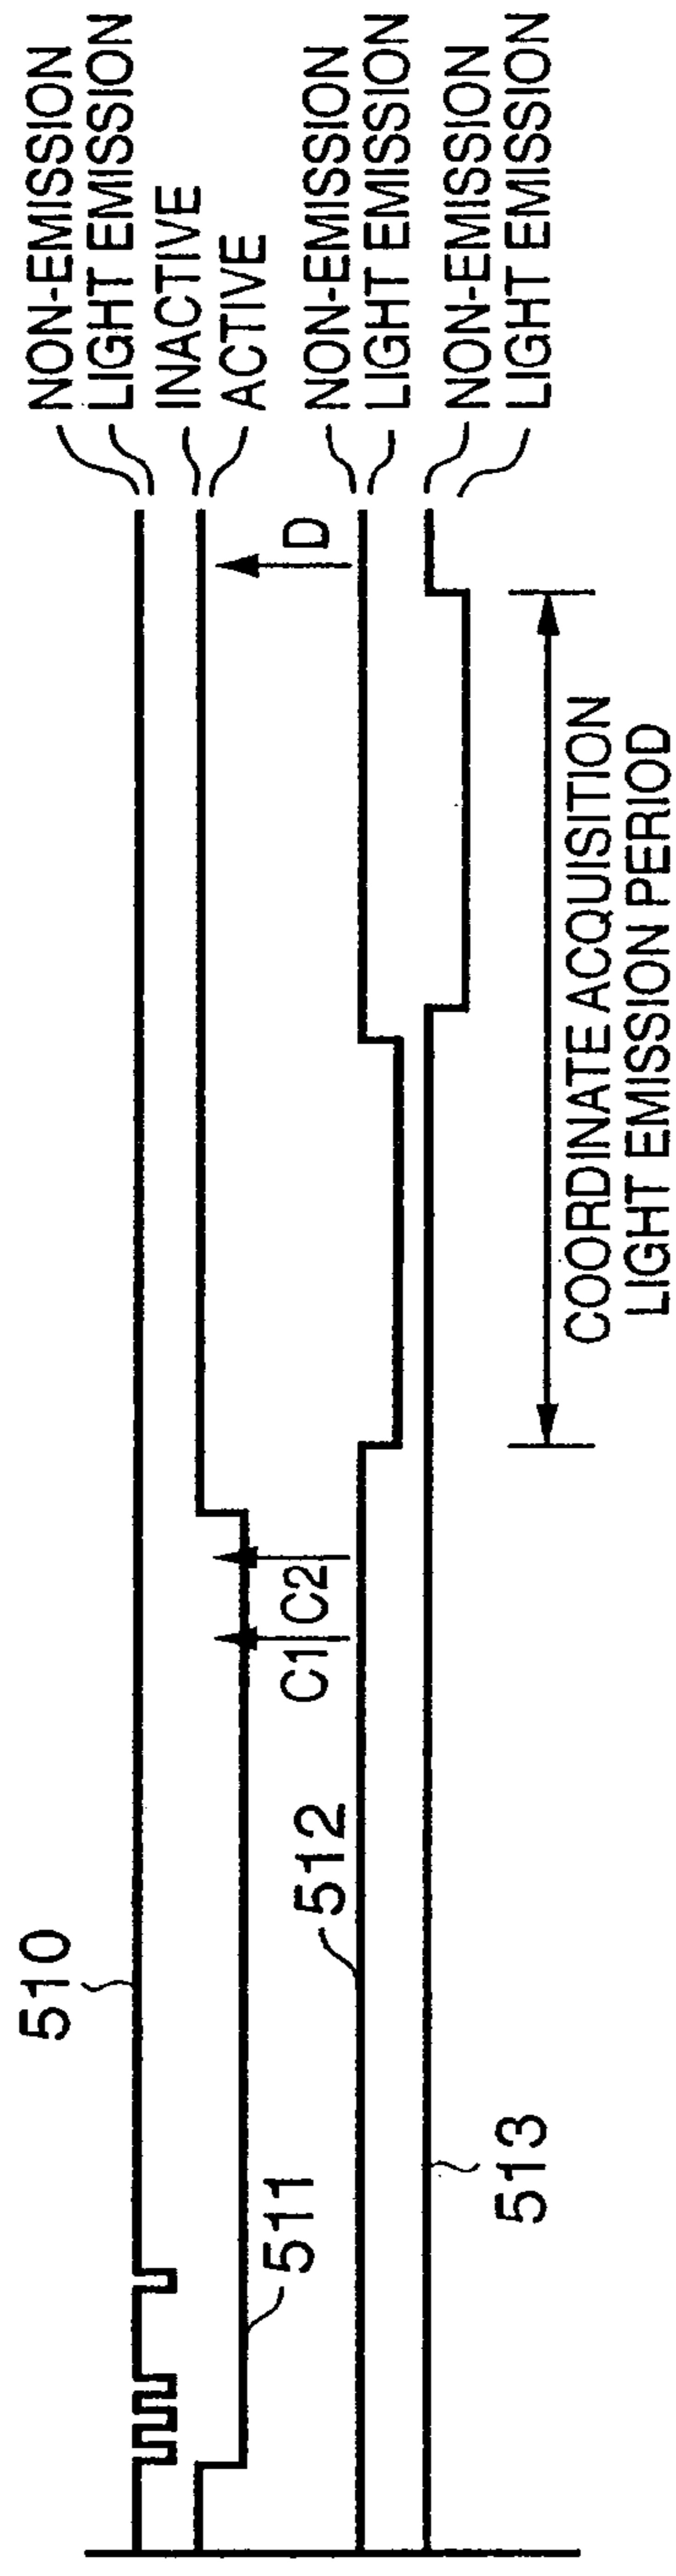 NON-EMISSION
LIGHT EMISSION
INACTIVE
ACTIVE
NON-EMISSION
LIGHT EMISSION
NON-EMISSION
LIGHT EMISSION
510
511
512
513
C1
C2
D
COORDINATE ACQUISITION
LIGHT EMISSION PERIOD